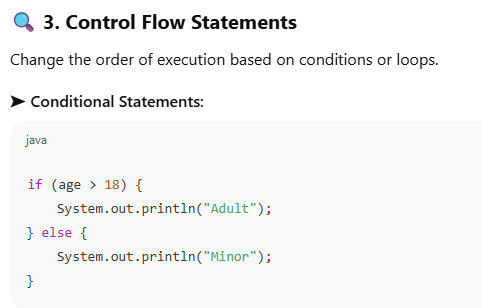 🔍 3. Control Flow Statements
Change the order of execution based on conditions or loops.
➤ Conditional Statements:
java
if (age > 18) {
    System.out.println("Adult");
} else {
    System.out.println("Minor");
}